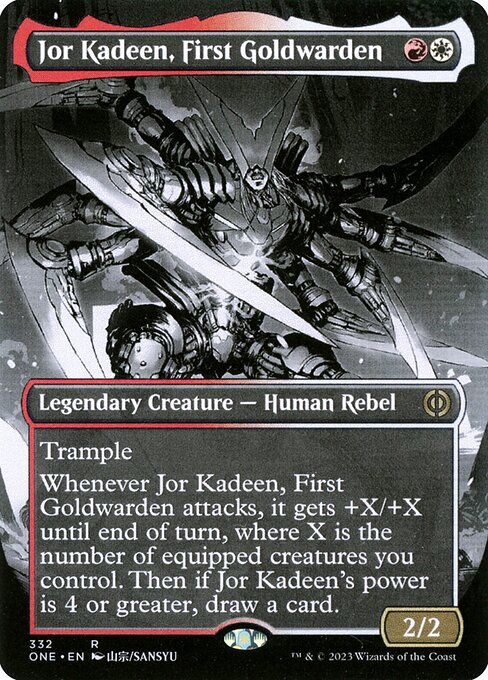 Jor Kadeen, First Goldwarden
Legendary Creature — Human Rebel
Trample
Whenever Jor Kadeen, First
Goldwarden attacks, it gets +X/+X
until end of turn, where X is the
number of equipped creatures you
control. Then if Jor Kadeen's power
is 4 or greater, draw a card.
2/2
332 R
ONE • EN 山宗/SANSYU
™ & © 2023 Wizards of the Coast